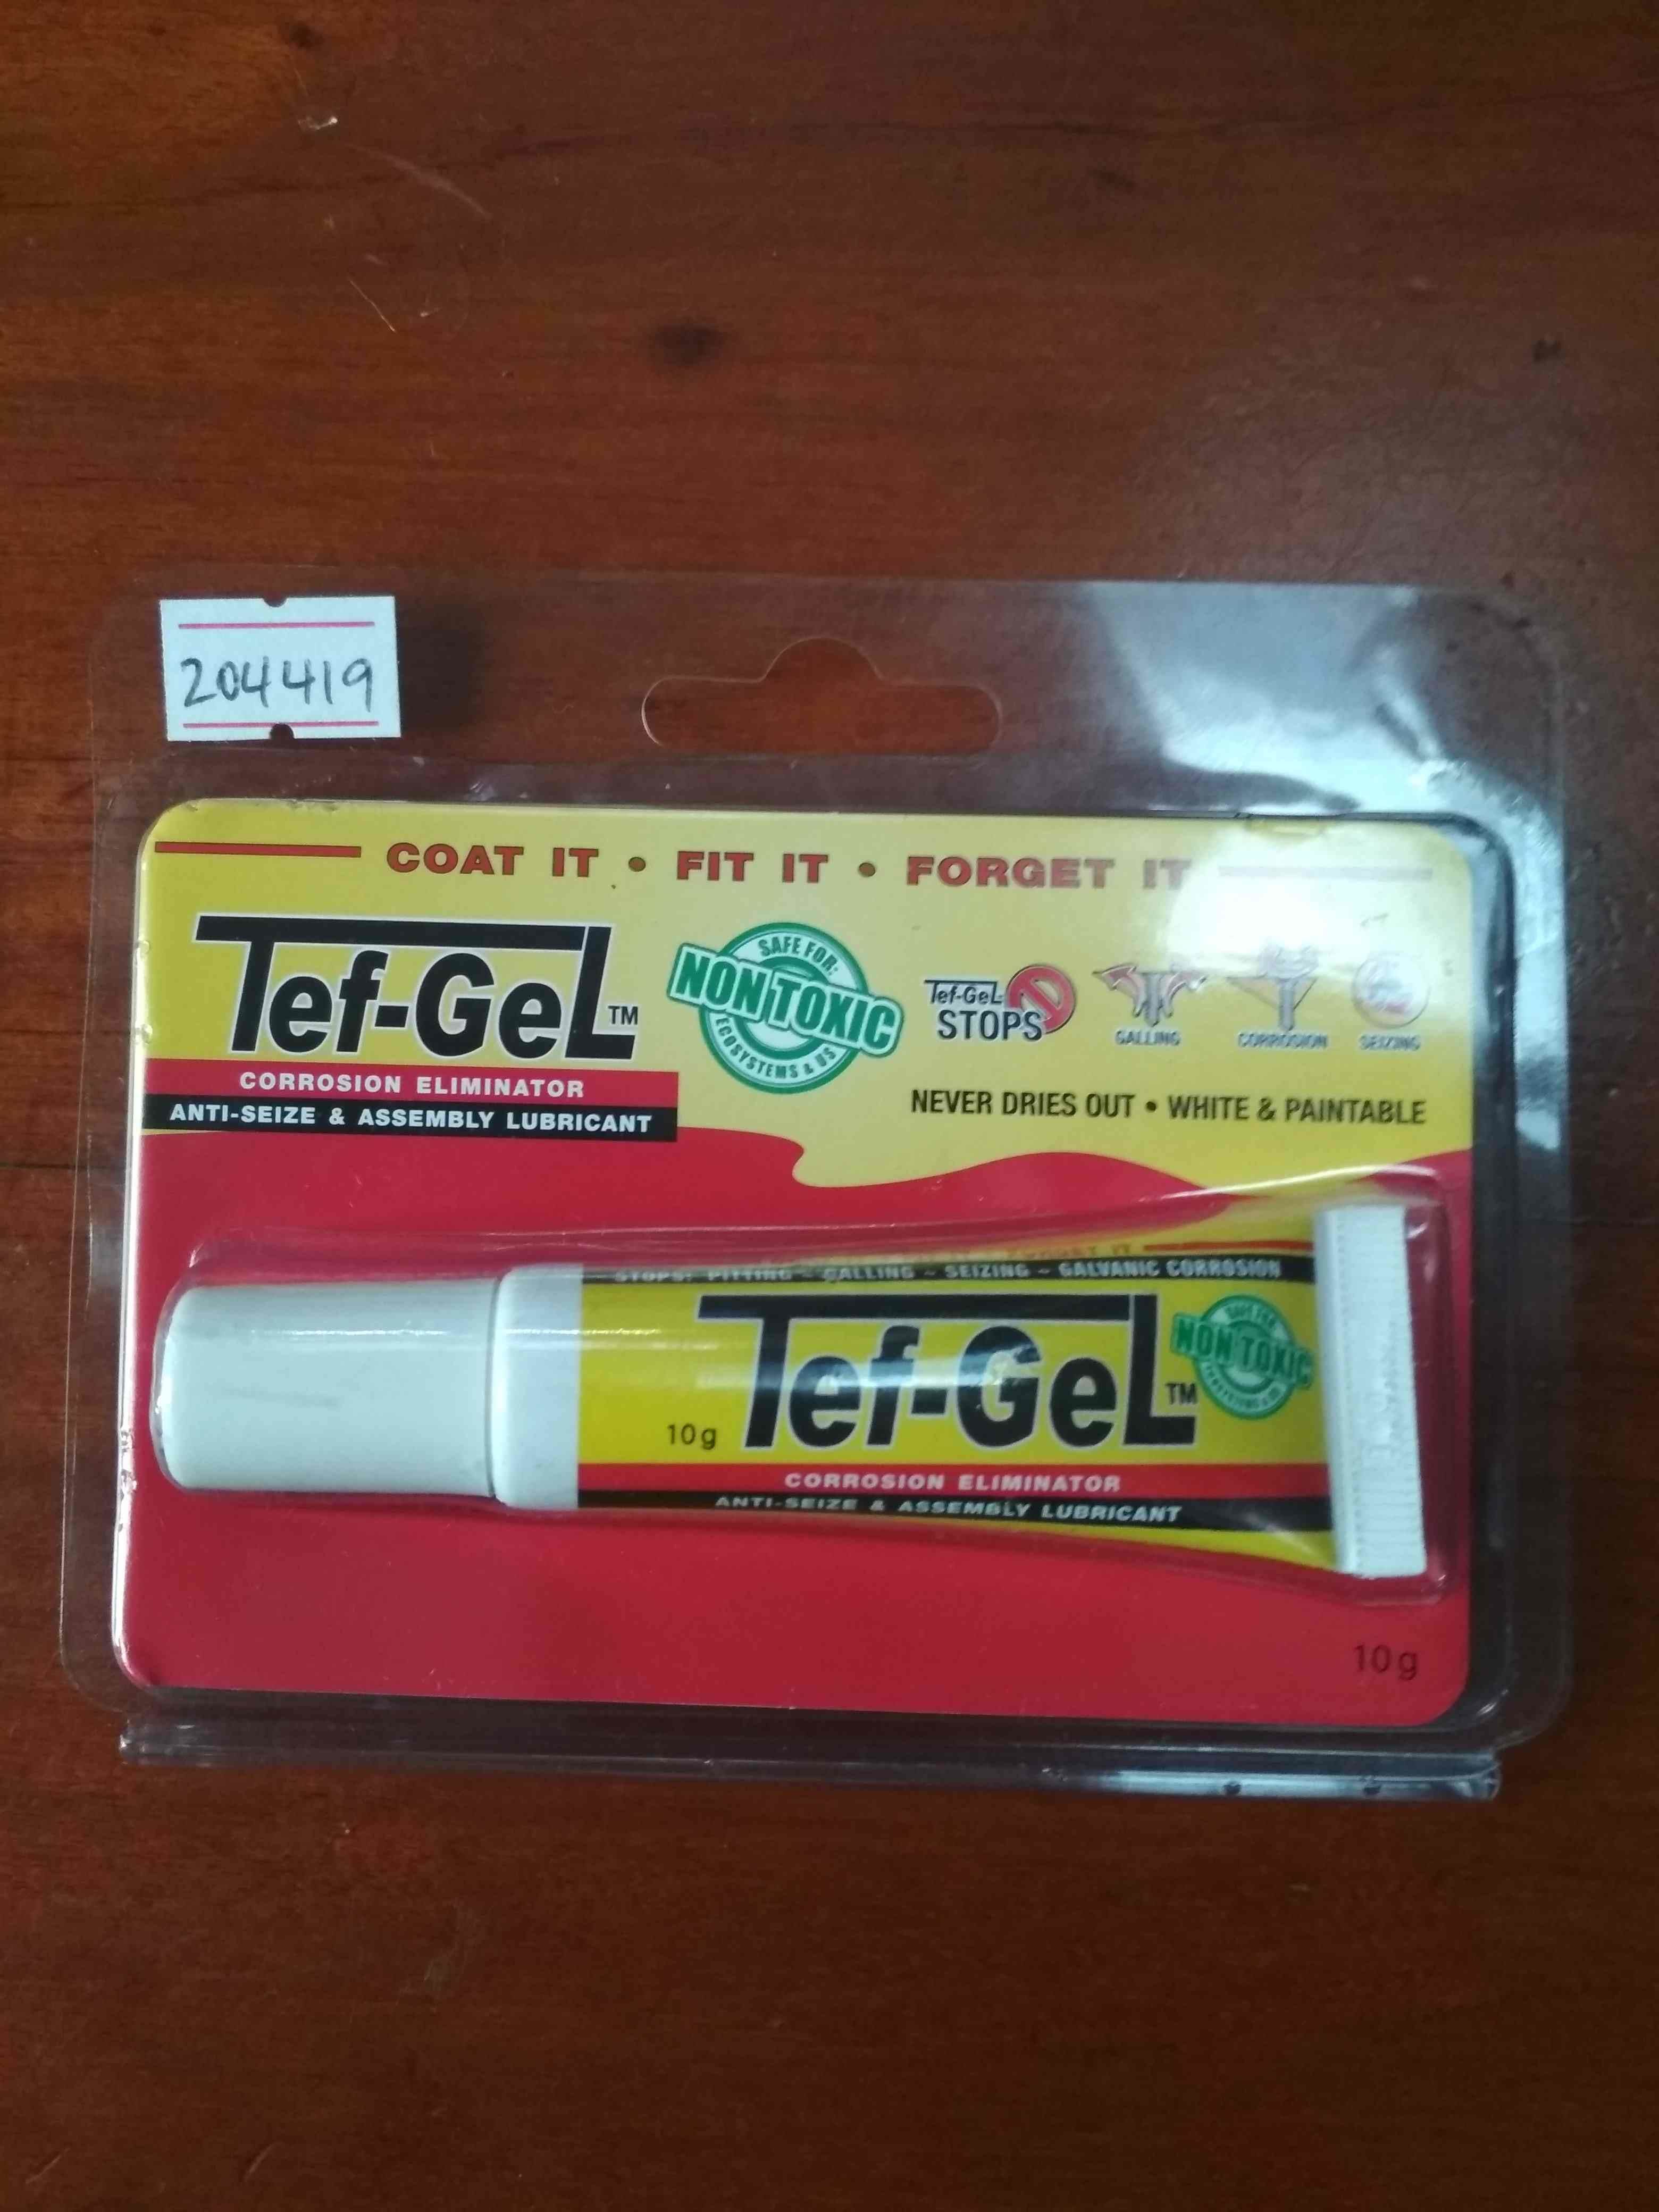 204419
COAT IT • FIT IT • FORGET IT
Tef-GeL™
CORROSION ELIMINATOR
ANTI-SEIZE & ASSEMBLY LUBRICANT
SAFE FOR:
NON TOXIC
ECOSYSTEMS & US
Tef-GeL
STOPS
GALLING
CORROSION
SEIZING
NEVER DRIES OUT • WHITE & PAINTABLE
STOPS: PITTING ~ GALLING ~ SEIZING ~ GALVANIC CORROSION
10g
Tef-GeL™
NON TOXIC
CORROSION ELIMINATOR
ANTI-SEIZE & ASSEMBLY LUBRICANT
10g